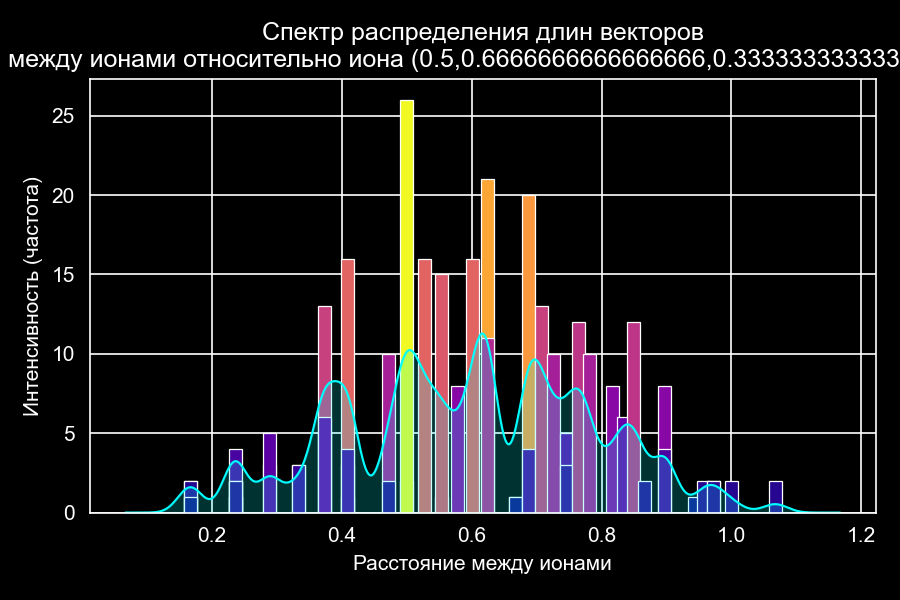 Спектр распределения длин векторов
между ионами относительно иона (0.5,0.6666666666666666,0.333333333333
25
20
15
10
5
0
Интенсивность (частота)
0.2 0.4 0.6 0.8 1.0 1.2
Расстояние между ионами